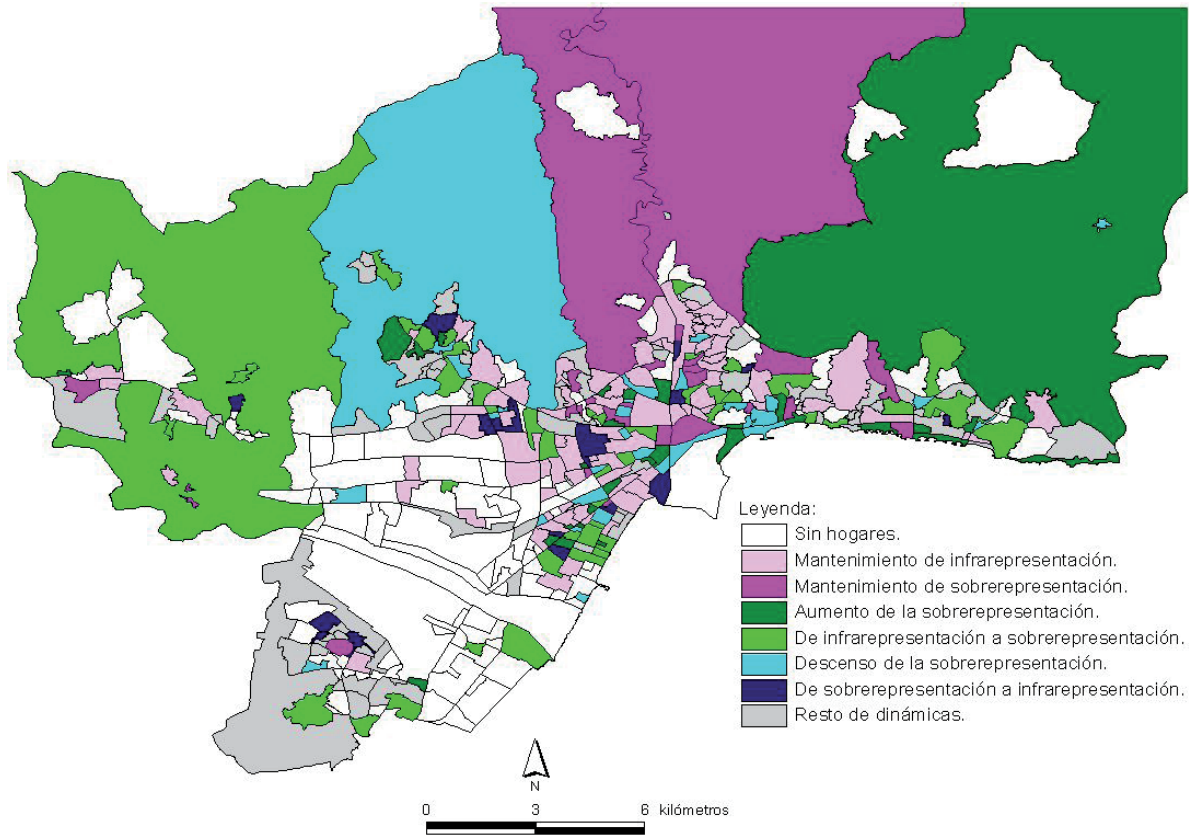 Leyenda:
Sin hogares.
Mantenimiento de infrarepresentación.
Mantenimiento de sobrerepresentación.
Aumento de la sobrerepresentación.
De infrarepresentación a sobrerepresentación.
Descenso de la sobrerepresentación.
De sobrerepresentación a infrarepresentación.
Resto de dinámicas.
N
0 3 6 kilómetros